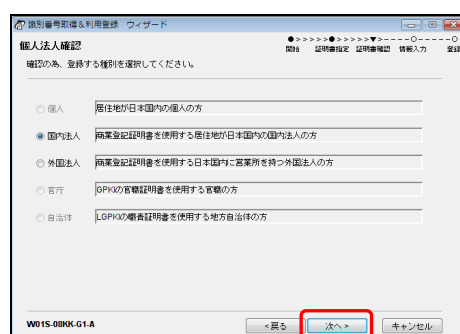 識別番号取得＆利用登録 ウィザード
個人法人確認
●>>>>>●>>>>>▼>----○-----○
開始 証明書指定 証明書確認 情報入力 登録
確認の為、登録する種別を選択してください。
個人 居住地が日本国内の個人の方
国内法人 商業登記証明書を使用する居住地が日本国内の国内法人の方
外国法人 商業登記証明書を使用する日本国内に営業所を持つ外国法人の方
官庁 GPKIの官職証明書を使用する官職の方
自治体 LGPKIの職責証明書を使用する地方自治体の方
W01S-08KK-G1-A
<戻る 次へ> キャンセル